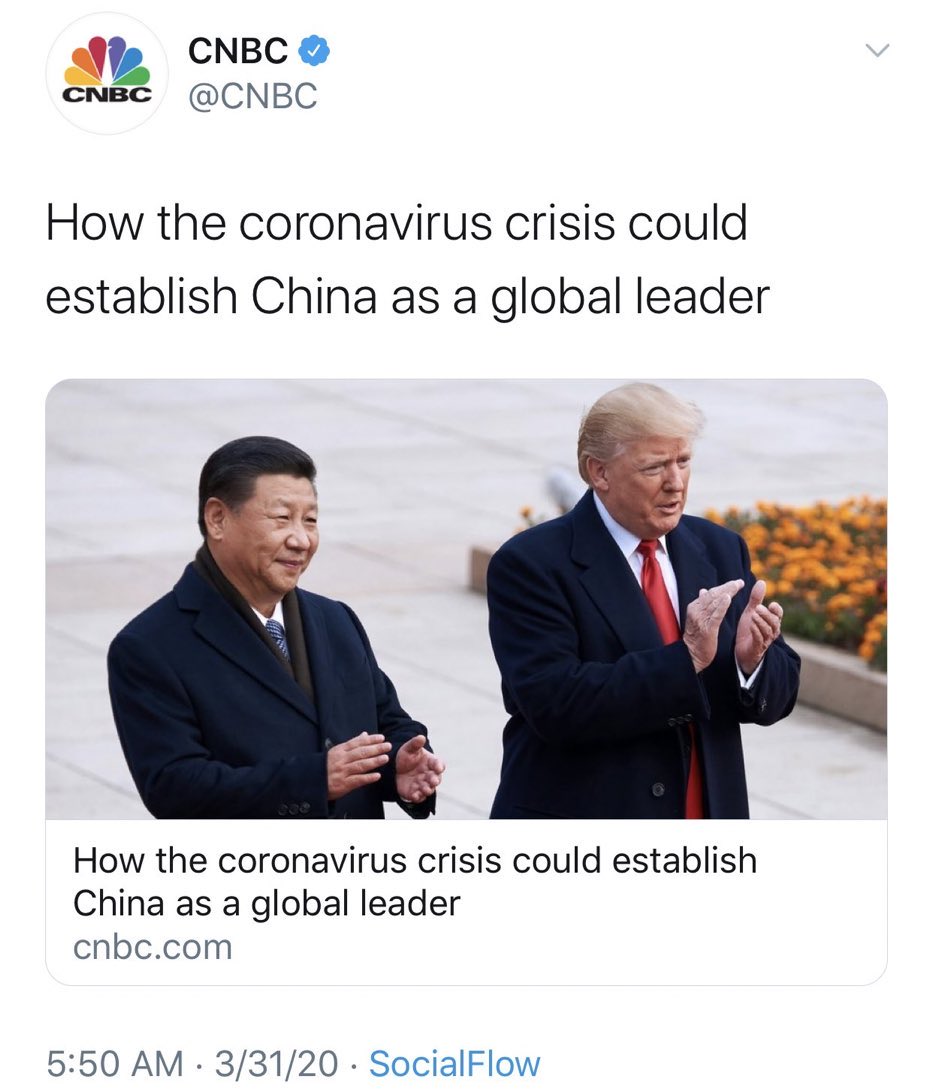 CNBC
CNBC
@CNBC
How the coronavirus crisis could
establish China as a global leader
How the coronavirus crisis could establish
China as a global leader
cnbc.com
5:50 AM · 3/31/20 · SocialFlow